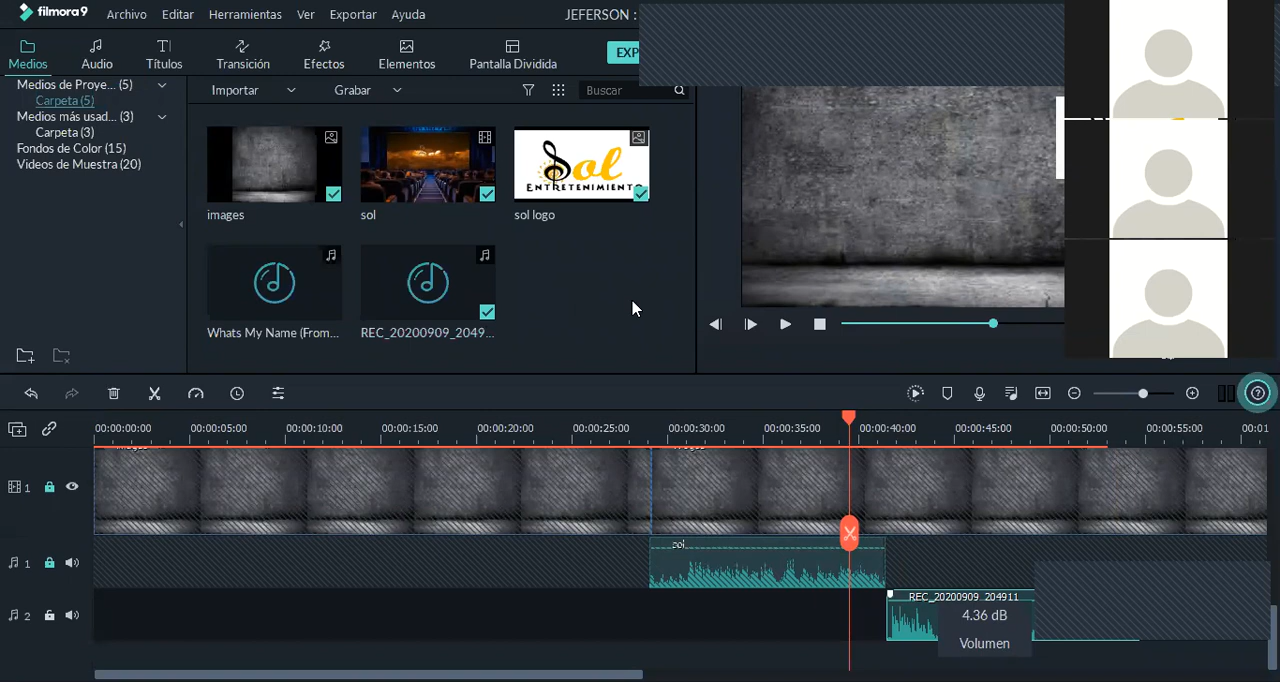 filmora9 Archivo Editar Herramientas Ver Exportar Ayuda JEFERSON :
Medios Audio Títulos Transición Efectos Elementos Pantalla Dividida EXP
Medios de Proye... (5)
Carpeta (5)
Medios más usad... (3)
Carpeta (3)
Fondos de Color (15)
Videos de Muestra (20)
Importar Grabar Buscar
Sol
ENTRETENIMIENTO
images sol sol logo
Whats My Name (From... REC_20200909_2049...
00:00:00:00 00:00:05:00 00:00:10:00 00:00:15:00 00:00:20:00 00:00:25:00 00:00:30:00 00:00:35:00 00:00:40:00 00:00:45:00 00:00:50:00 00:00:55:00 00:01
1
1 sol
2 REC_20200909_204911
4.36 dB
Volumen